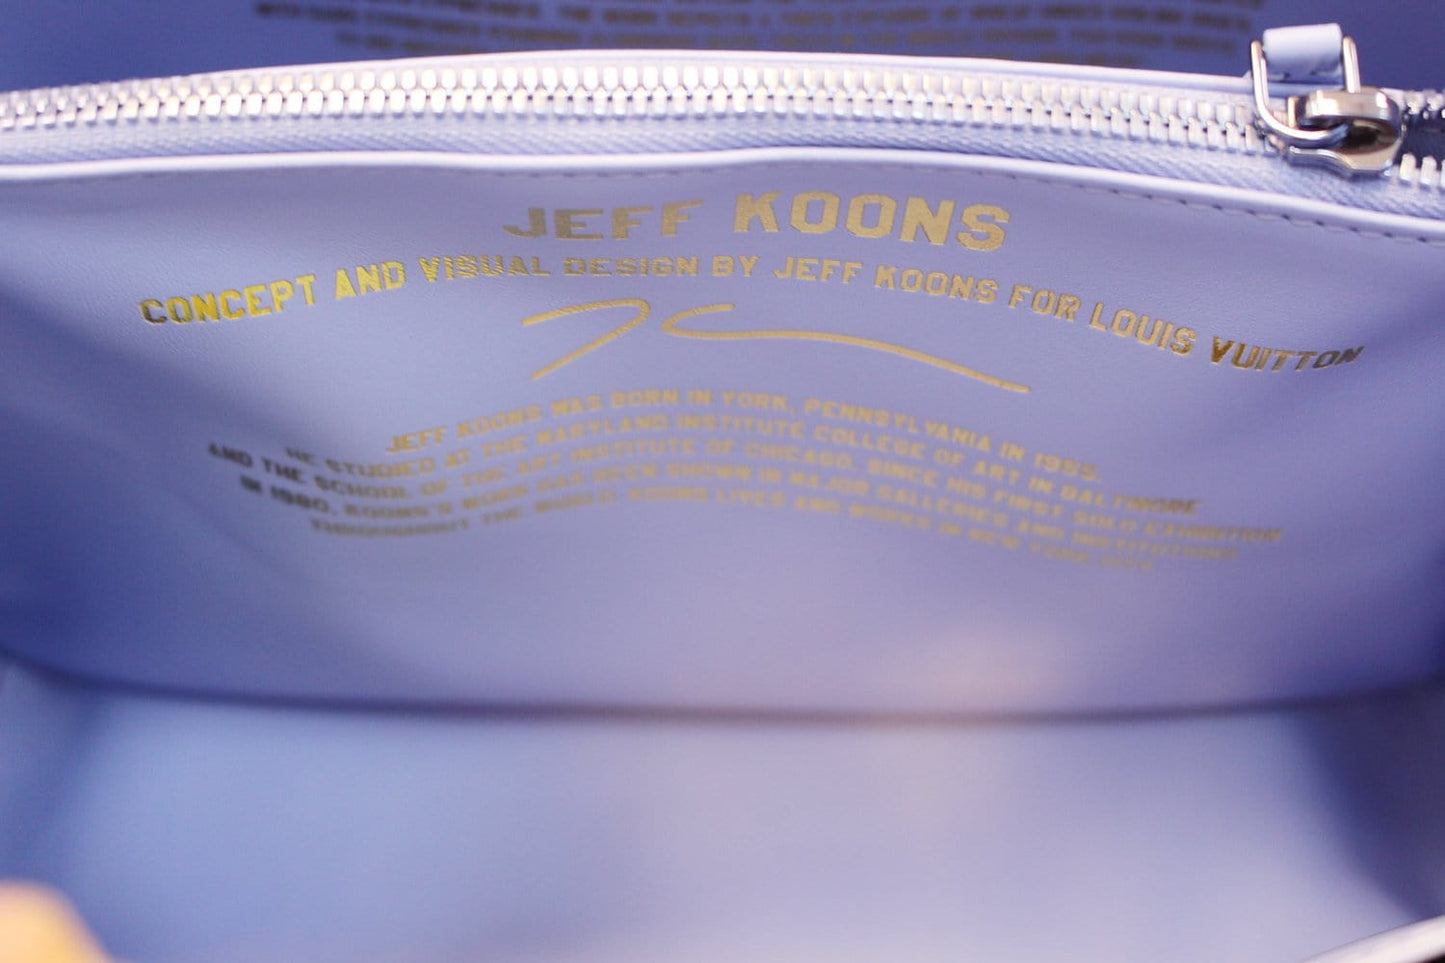 JEFF KOONS
CONCEPT AND VISUAL DESIGN BY JEFF KOONS FOR LOUIS VUITTON
JEFF KOONS WAS BORN IN YORK, PENNSYLVANIA IN 1955.
HE STUDIED AT THE MARYLAND INSTITUTE COLLEGE OF ART IN BALTIMORE
AND THE SCHOOL OF THE ART INSTITUTE OF CHICAGO. SINCE HIS FIRST SOLO EXHIBITION
IN 1980, KOONS'S WORK HAS BEEN SHOWN IN MAJOR GALLERIES AND INSTITUTIONS
THROUGHOUT THE WORLD. KOONS LIVES AND WORKS IN NEW YORK